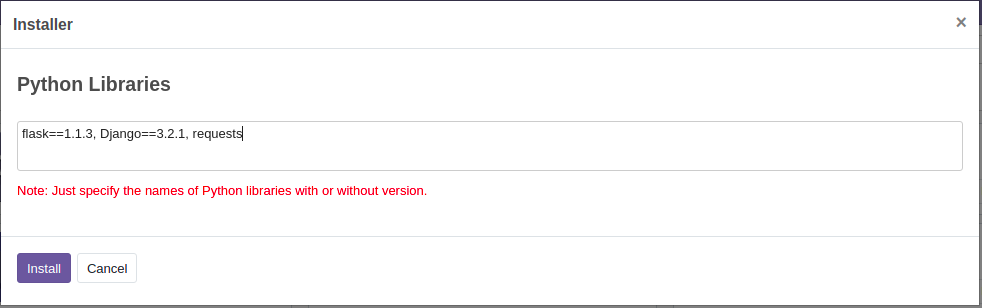 Installer
×
Python Libraries
flask==1.1.3, Django==3.2.1, requests
Note: Just specify the names of Python libraries with or without version.
Install
Cancel